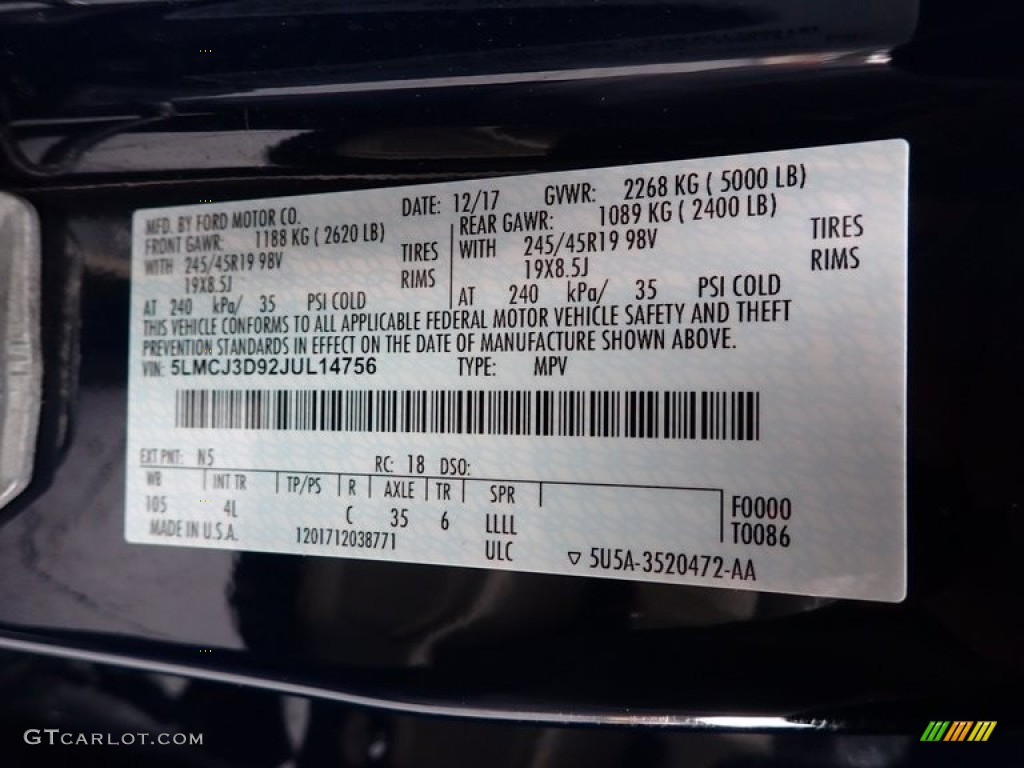 MFD. BY FORD MOTOR CO.
DATE: 12/17 GVWR: 2268 KG ( 5000 LB)
FRONT GAWR: 1188 KG ( 2620 LB)
REAR GAWR: 1089 KG ( 2400 LB)
WITH 245/45R19 98V TIRES
WITH 245/45R19 98V TIRES
19X8.5J RIMS
19X8.5J RIMS
AT 240 kPa/ 35 PSI COLD
AT 240 kPa/ 35 PSI COLD
THIS VEHICLE CONFORMS TO ALL APPLICABLE FEDERAL MOTOR VEHICLE SAFETY AND THEFT
PREVENTION STANDARDS IN EFFECT ON THE DATE OF MANUFACTURE SHOWN ABOVE.
VIN: 5LMCJ3D92JUL14756 TYPE: MPV
EXT PNT: N5 RC: 18 DSO:
WB INT TR TP/PS R AXLE TR SPR
105 4L C 35 6 LLLL
F0000
T0086
MADE IN U.S.A. 1201712038771 ULC
▽ 5U5A-3520472-AA
GTCARLOT.COM